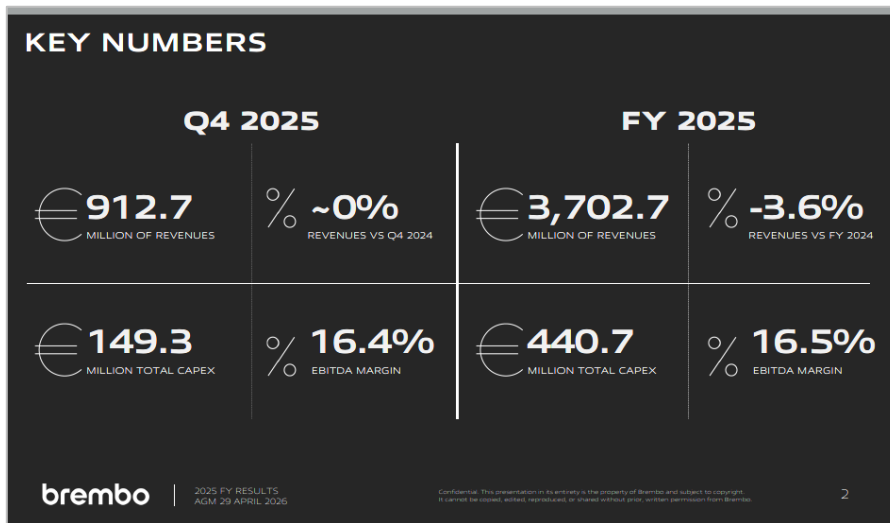 KEY NUMBERS
Q4 2025
€ 912.7
MILLION OF REVENUES
% ~0%
REVENUES VS Q4 2024
€ 149.3
MILLION TOTAL CAPEX
% 16.4%
EBITDA MARGIN
FY 2025
€ 3,702.7
MILLION OF REVENUES
% -3.6%
REVENUES VS FY 2024
€ 440.7
MILLION TOTAL CAPEX
% 16.5%
EBITDA MARGIN
brembo
2025 FY RESULTS
AGM 29 APRIL 2026
Confidential. This presentation in its entirety is the property of Brembo and subject to copyright.
It cannot be copied, edited, reproduced, or shared without prior, written permission from Brembo.
2